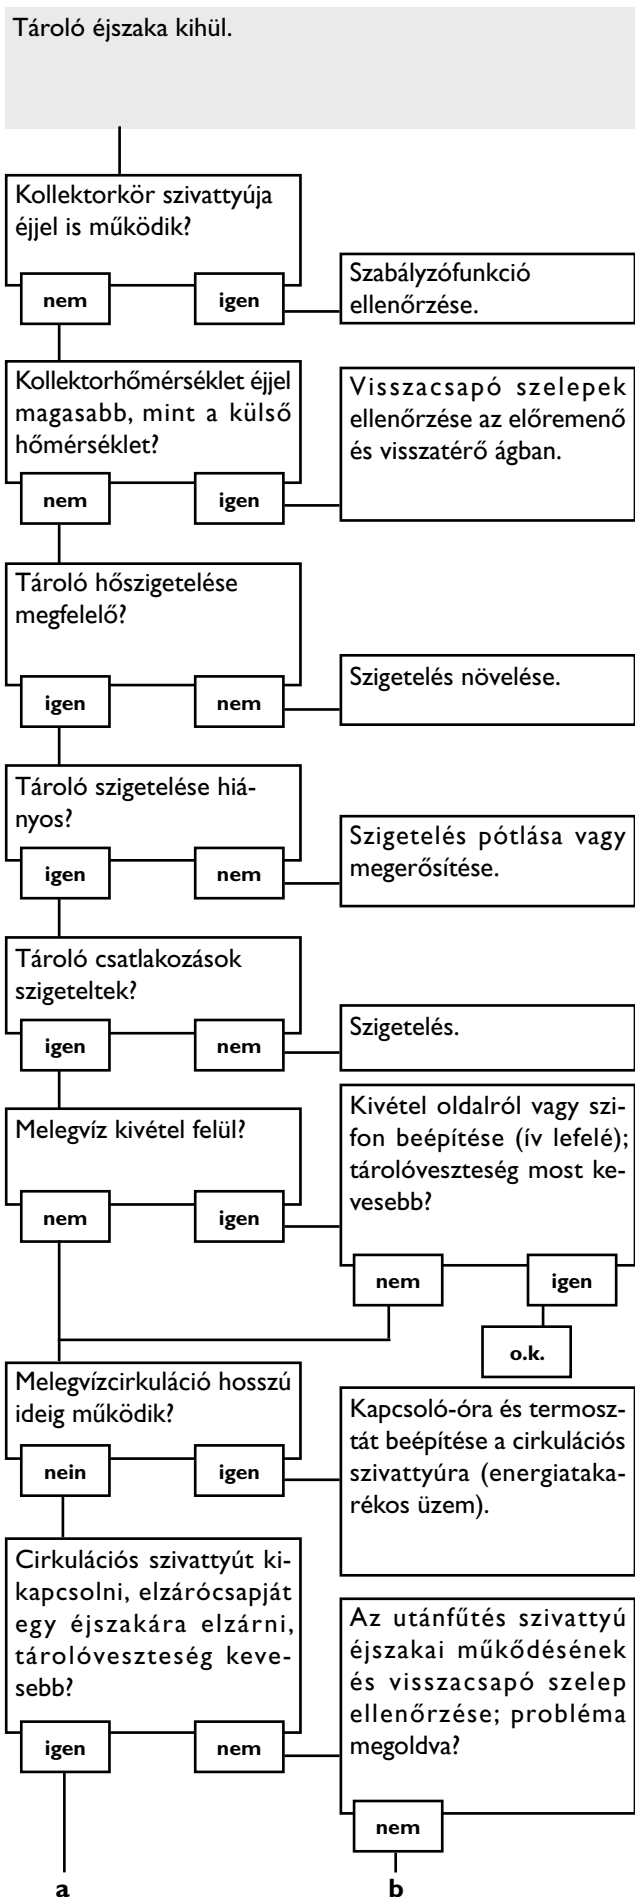 Tároló éjszaka kihül.
Kollektorkör szivattyúja
éjjel is működik?
nem
igen
Szabályzófunkció
ellenőrzése.
Kollektorhőmérséklet éjjel
magasabb, mint a külső
hőmérséklet?
nem
igen
Visszacsapó szelepek
ellenőrzése az előremenő
és visszatérő ágban.
Tároló hőszigetelése
megfelelő?
igen
nem
Szigetelés növelése.
Tároló szigetelése hiá-
nyos?
igen
nem
Szigetelés pótlása vagy
megerősítése.
Tároló csatlakozások
szigeteltek?
igen
nem
Szigetelés.
Melegvíz kivétel felül?
nem
igen
Kivétel oldalról vagy szi-
fon beépítése (ív lefelé);
tárolóveszteség most ke-
vesebb?
nem
igen
o.k.
Melegvízcirkuláció hosszú
ideig működik?
nein
igen
Kapcsoló-óra és termosz-
tát beépítése a cirkulációs
szivattyúra (energiataka-
rékos üzem).
Cirkulációs szivattyút ki-
kapcsolni, elzárócsapját
egy éjszakára elzárni,
tárolóveszteség keve-
sebb?
igen
nem
Az utánfűtés szivattyú
éjszakai működésének
és visszacsapó szelep
ellenőrzése; probléma
megoldva?
nem
a
b